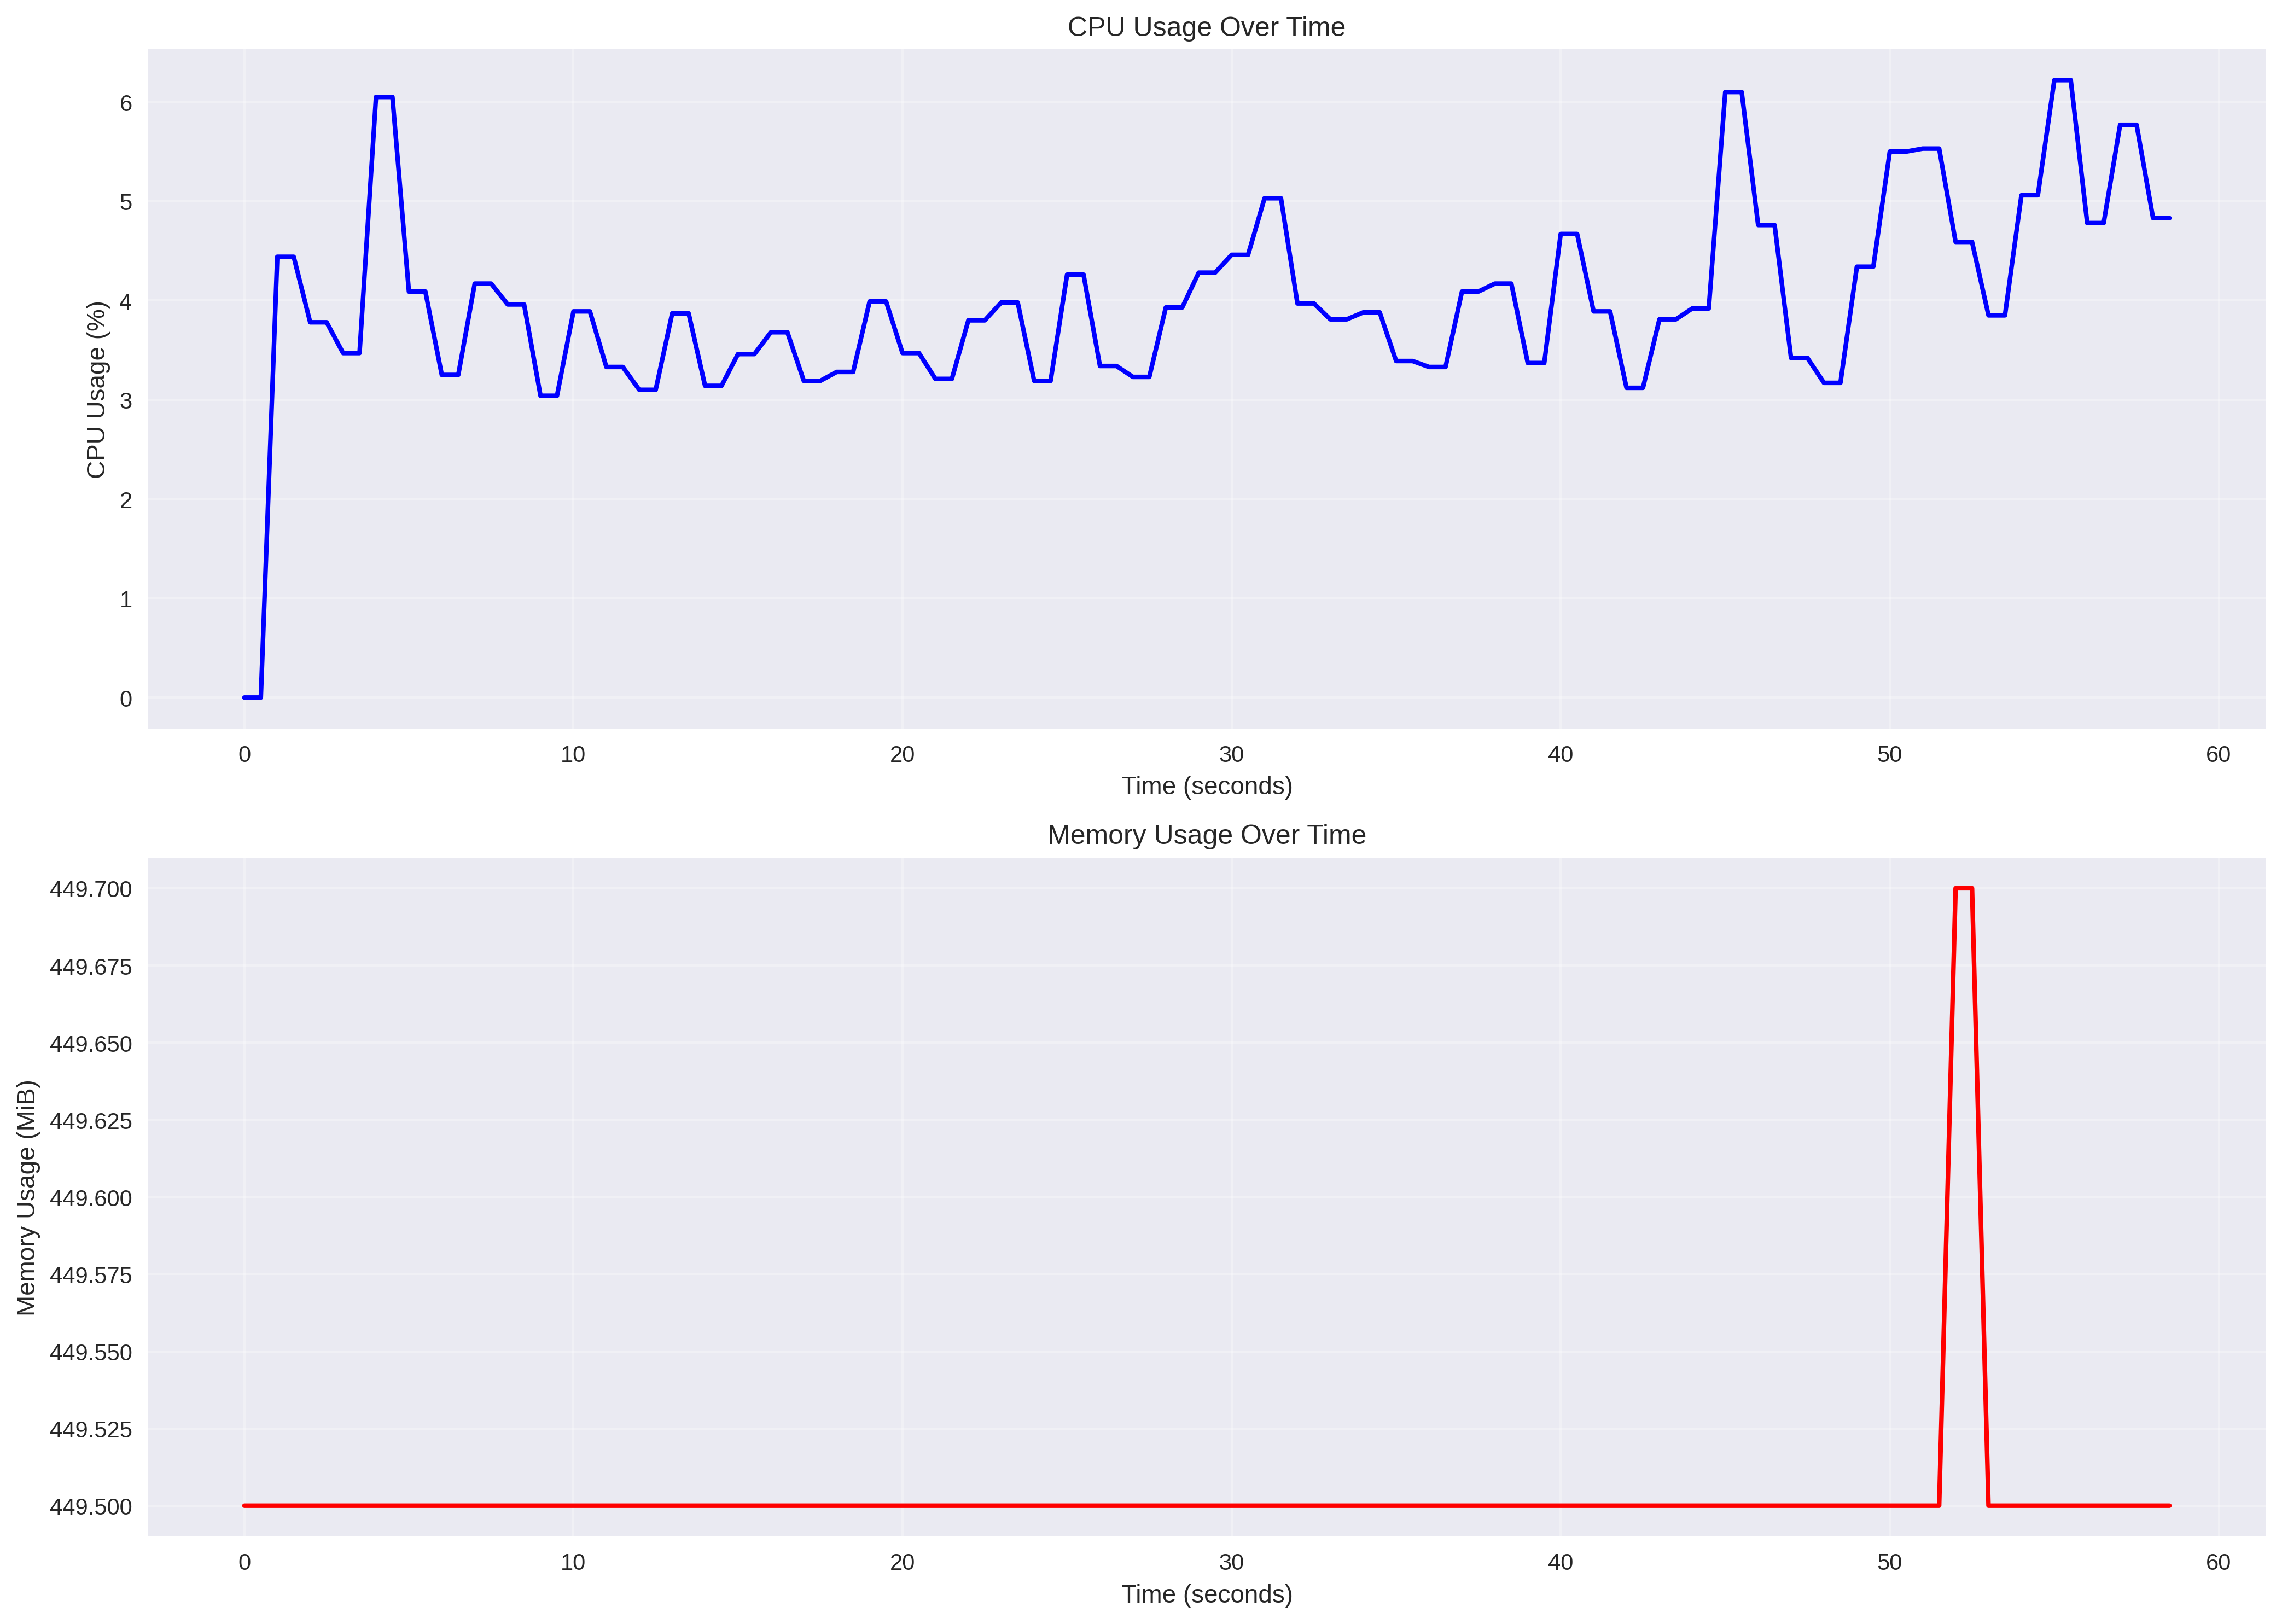 CPU Usage Over Time
6
5
4
3
2
1
0
CPU Usage (%)
0 10 20 30 40 50 60
Time (seconds)
Memory Usage Over Time
449.700
449.675
449.650
449.625
449.600
449.575
449.550
449.525
449.500
Memory Usage (MiB)
0 10 20 30 40 50 60
Time (seconds)